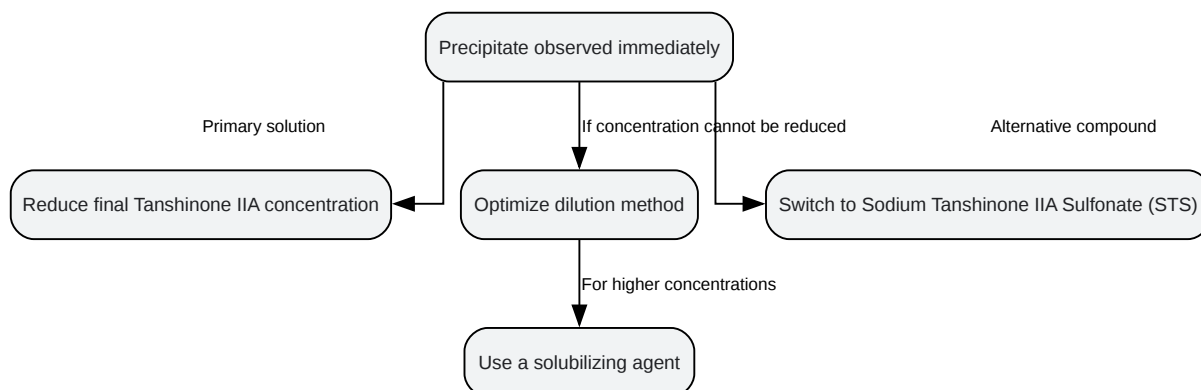 Precipitate observed immediately
Primary solution
If concentration cannot be reduced
Alternative compound
Reduce final Tanshinone IIA concentration
Optimize dilution method
Switch to Sodium Tanshinone IIA Sulfonate (STS)
For higher concentrations
Use a solubilizing agent